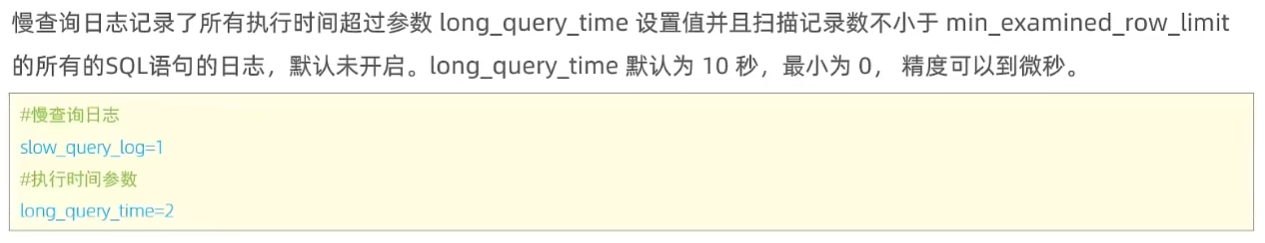 慢查询日志记录了所有执行时间超过参数 long_query_time 设置值并且扫描记录数不小于 min_examined_row_limit
的所有的SQL语句的日志，默认未开启。long_query_time 默认为 10 秒，最小为 0， 精度可以到微秒。
#慢查询日志
slow_query_log=1
#执行时间参数
long_query_time=2